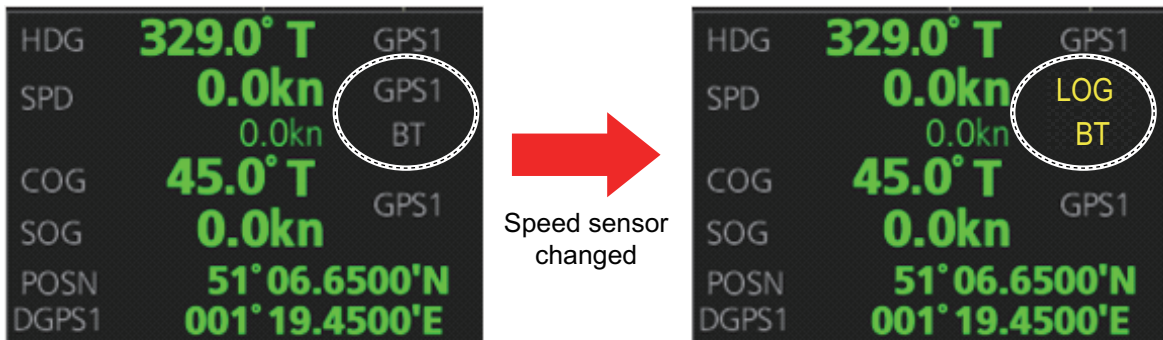 HDG 329.0° T GPS1
SPD 0.0kn GPS1
0.0kn BT
COG 45.0° T
GPS1
SOG 0.0kn
POSN 51° 06.6500'N
DGPS1 001° 19.4500'E
Speed sensor
changed
HDG 329.0° T GPS1
SPD 0.0kn LOG
0.0kn BT
COG 45.0° T
GPS1
SOG 0.0kn
POSN 51° 06.6500'N
DGPS1 001° 19.4500'E